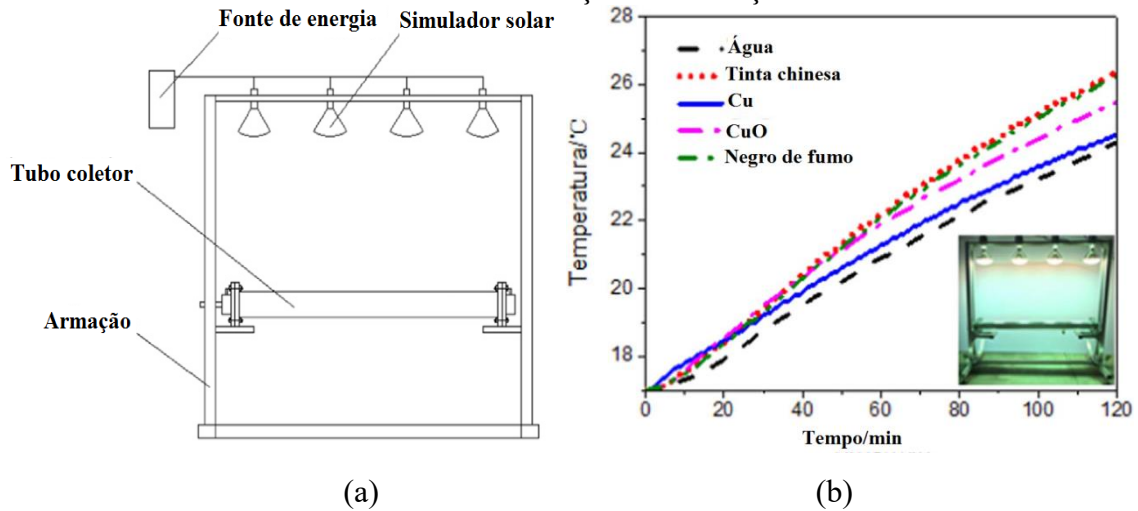 Fonte de energia
Simulador solar
Tubo coletor
Armação
(a)
28
26
24
22
20
18
Temperatura/℃
Água
Tinta chinesa
Cu
CuO
Negro de fumo
0 20 40 60 80 100 120
Tempo/min
(b)